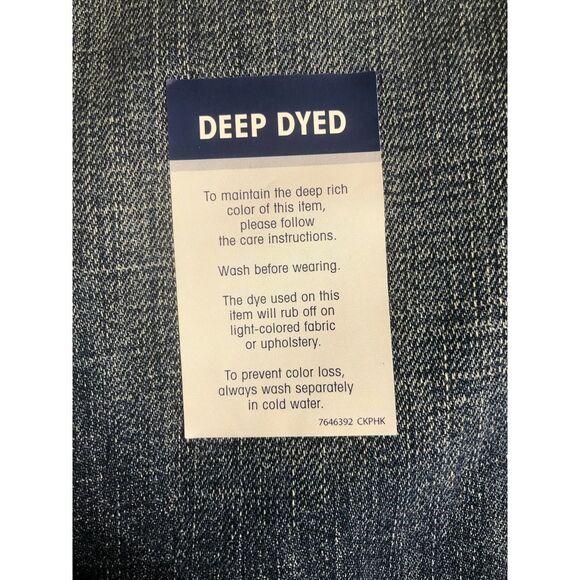 DEEP DYED
To maintain the deep rich
color of this item,
please follow
the care instructions.
Wash before wearing.
The dye used on this
item will rub off on
light-colored fabric
or upholstery.
To prevent color loss,
always wash separately
in cold water.
7646392 CKPHK